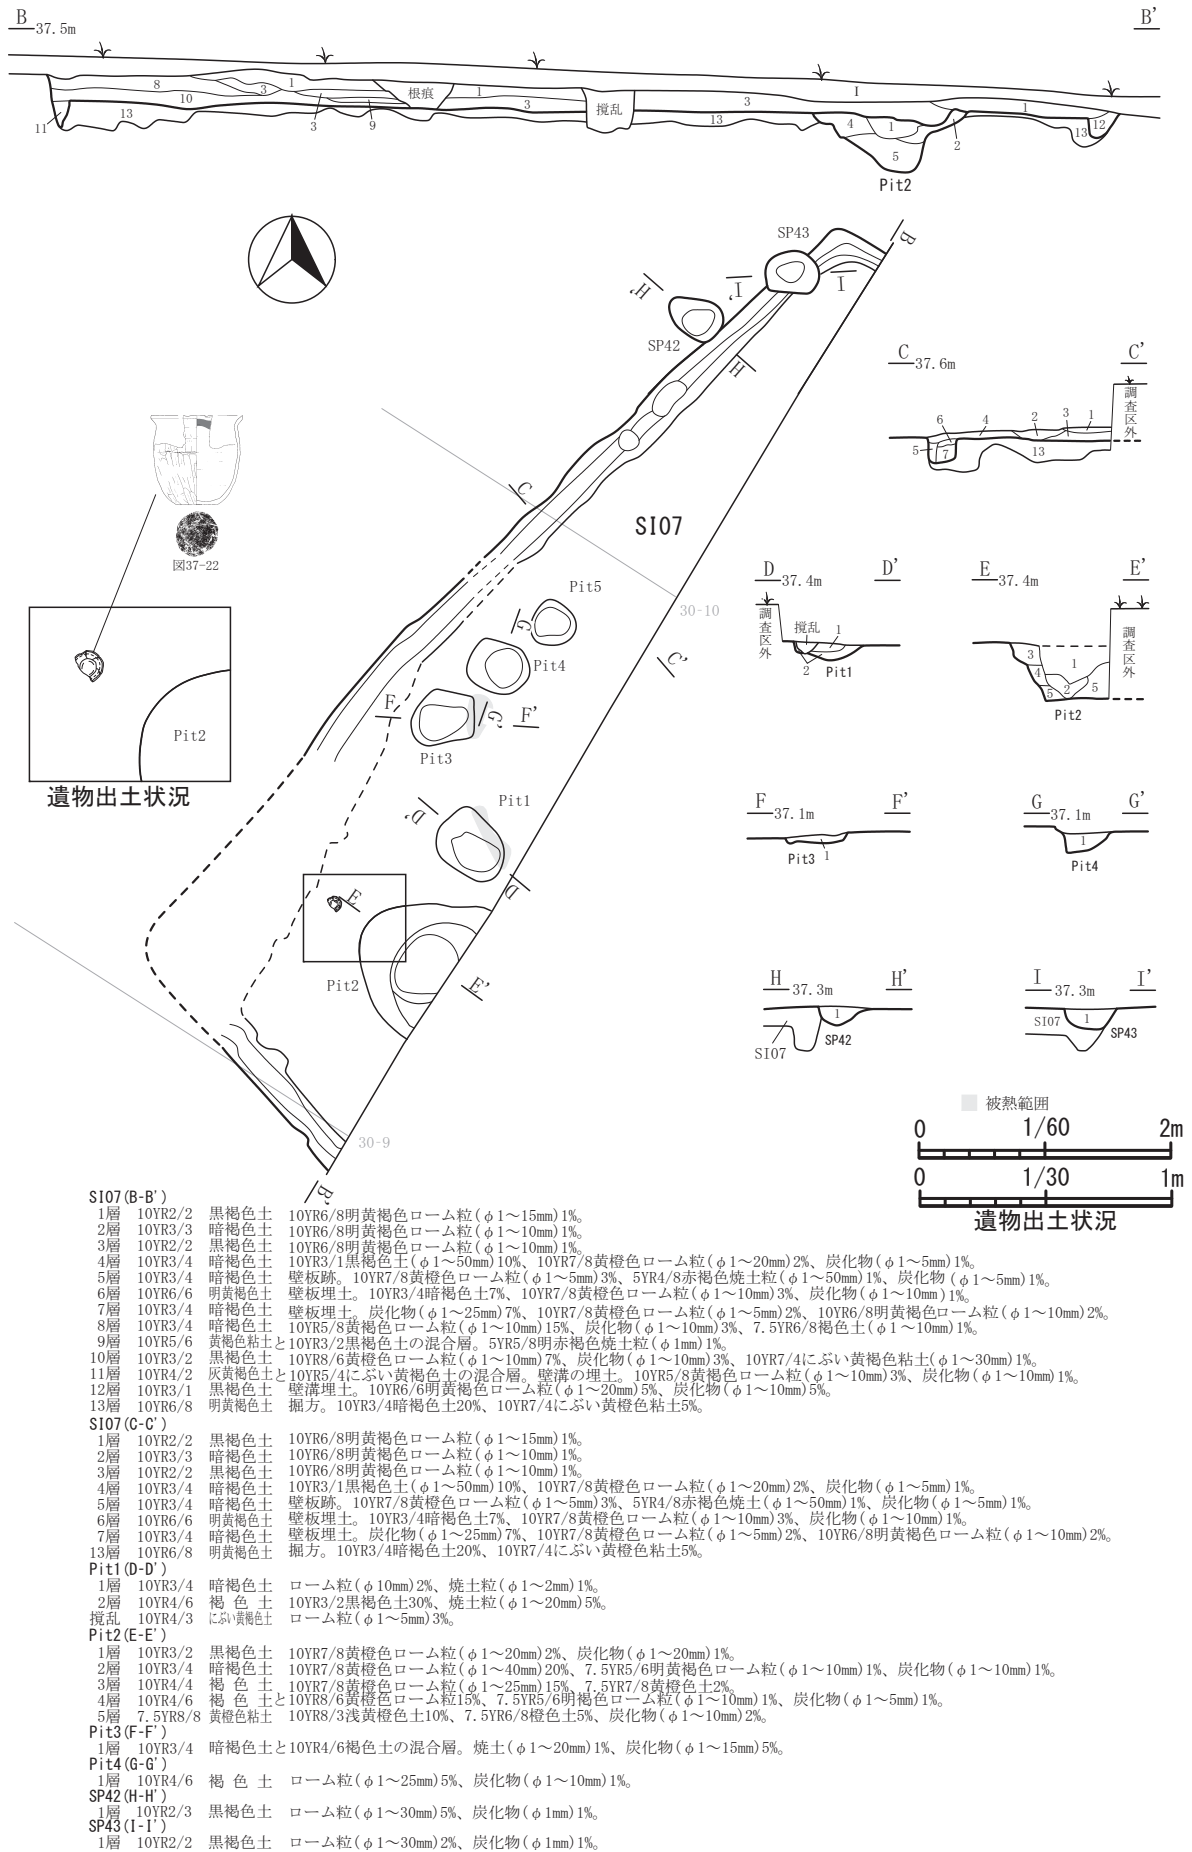 B 37.5m B'
I
8 3 1 根痕 1 3 撹乱 3 1
10 13 11 3 9 13 4 1 5 2 13 12
Pit2
SP43
B
I' I
H'
SP42
H
C 37.6m C'
調査区外
6 4 2 3 1
5 7 13
C
SI07
図37-22
Pit5
30-10
G
Pit4
C'
D 37.4m D'
調査区外
撹乱 1
2 Pit1
E 37.4m E'
調査区外
3 1
4 5 2 5
Pit2
F
G' F'
Pit3
Pit2
遺物出土状況
Pit1
D'
D
F 37.1m F'
Pit3 1
G 37.1m G'
1
Pit4
E
Pit2
E'
H 37.3m H'
1
SI07 SP42
I 37.3m I'
SI07 1 SP43
30-9
B'
被熱範囲
0 1/60 2m
0 1/30 1m
遺物出土状況
SI07(B-B')
1層 10YR2/2 黒褐色土 10YR6/8明黄褐色ローム粒(φ1～15mm)1%。
2層 10YR3/3 暗褐色土 10YR6/8明黄褐色ローム粒(φ1～10mm)1%。
3層 10YR2/2 黒褐色土 10YR6/8明黄褐色ローム粒(φ1～10mm)1%。
4層 10YR3/4 暗褐色土 10YR3/1黒褐色土(φ1～50mm)10%、10YR7/8黄橙色ローム粒(φ1～20mm)2%、炭化物(φ1～5mm)1%。
5層 10YR3/4 暗褐色土 壁板跡。10YR7/8黄橙色ローム粒(φ1～5mm)3%、5YR4/8赤褐色焼土粒(φ1～50mm)1%、炭化物(φ1～5mm)1%。
6層 10YR6/6 明黄褐色土 壁板埋土。10YR3/4暗褐色土7%、10YR7/8黄橙色ローム粒(φ1～10mm)3%、炭化物(φ1～10mm)1%。
7層 10YR3/4 暗褐色土 壁板埋土。炭化物(φ1～25mm)7%、10YR7/8黄橙色ローム粒(φ1～5mm)2%、10YR6/8明黄褐色ローム粒(φ1～10mm)2%。
8層 10YR3/4 暗褐色土 10YR5/8黄褐色ローム粒(φ1～10mm)15%、炭化物(φ1～10mm)3%、7.5YR6/8褐色土(φ1～10mm)1%。
9層 10YR5/6 黄褐色粘土と10YR3/2黒褐色土の混合層。5YR5/8明赤褐色焼土粒(φ1mm)1%。
10層 10YR3/2 黒褐色土 10YR8/6黄橙色ローム粒(φ1～10mm)7%、炭化物(φ1～10mm)3%、10YR7/4にぶい黄褐色粘土(φ1～30mm)1%。
11層 10YR4/2 灰黄褐色土と10YR5/4にぶい黄褐色土の混合層。壁溝の埋土。10YR5/8黄褐色ローム粒(φ1～10mm)3%、炭化物(φ1～10mm)1%。
12層 10YR3/1 黒褐色土 壁溝埋土。10YR6/6明黄褐色ローム粒(φ1～20mm)5%、炭化物(φ1～10mm)5%。
13層 10YR6/8 明黄褐色土 掘方。10YR3/4暗褐色土20%、10YR7/4にぶい黄橙色粘土5%。
SI07(C-C')
1層 10YR2/2 黒褐色土 10YR6/8明黄褐色ローム粒(φ1～15mm)1%。
2層 10YR3/3 暗褐色土 10YR6/8明黄褐色ローム粒(φ1～10mm)1%。
3層 10YR2/2 黒褐色土 10YR6/8明黄褐色ローム粒(φ1～10mm)1%。
4層 10YR3/4 暗褐色土 10YR3/1黒褐色土(φ1～50mm)10%、10YR7/8黄橙色ローム粒(φ1～20mm)2%、炭化物(φ1～5mm)1%。
5層 10YR3/4 暗褐色土 壁板跡。10YR7/8黄橙色ローム粒(φ1～5mm)3%、5YR4/8赤褐色焼土(φ1～50mm)1%、炭化物(φ1～5mm)1%。
6層 10YR6/6 明黄褐色土 壁板埋土。10YR3/4暗褐色土7%、10YR7/8黄橙色ローム粒(φ1～10mm)3%、炭化物(φ1～10mm)1%。
7層 10YR3/4 暗褐色土 壁板埋土。炭化物(φ1～25mm)7%、10YR7/8黄橙色ローム粒(φ1～5mm)2%、10YR6/8明黄褐色ローム粒(φ1～10mm)2%。
13層 10YR6/8 明黄褐色土 掘方。10YR3/4暗褐色土20%、10YR7/4にぶい黄橙色粘土5%。
Pit1(D-D')
1層 10YR3/4 暗褐色土 ローム粒(φ10mm)2%、焼土粒(φ1～2mm)1%。
2層 10YR4/6 褐 色 土 10YR3/2黒褐色土30%、焼土粒(φ1～20mm)5%。
撹乱 10YR4/3 にぶい黄褐色土 ローム粒(φ1～5mm)3%。
Pit2(E-E')
1層 10YR3/2 黒褐色土 10YR7/8黄橙色ローム粒(φ1～20mm)2%、炭化物(φ1～20mm)1%。
2層 10YR3/4 暗褐色土 10YR7/8黄橙色ローム粒(φ1～40mm)20%、7.5YR5/6明黄褐色ローム粒(φ1～10mm)1%、炭化物(φ1～10mm)1%。
3層 10YR4/4 褐 色 土 10YR7/8黄橙色ローム粒(φ1～25mm)15%、7.5YR7/8黄橙色土2%。
4層 10YR4/6 褐 色 土と10YR8/6黄橙色ローム粒15%、7.5YR5/6明褐色ローム粒(φ1～10mm)1%、炭化物(φ1～5mm)1%。
5層 7.5YR8/8 黄橙色粘土 10YR8/3浅黄橙色土10%、7.5YR6/8橙色土5%、炭化物(φ1～10mm)2%。
Pit3(F-F')
1層 10YR3/4 暗褐色土と10YR4/6褐色土の混合層。焼土(φ1～20mm)1%、炭化物(φ1～15mm)5%。
Pit4(G-G')
1層 10YR4/6 褐 色 土 ローム粒(φ1～25mm)5%、炭化物(φ1～10mm)1%。
SP42(H-H')
1層 10YR2/3 黒褐色土 ローム粒(φ1～30mm)5%、炭化物(φ1mm)1%。
SP43(I-I')
1層 10YR2/2 黒褐色土 ローム粒(φ1～30mm)2%、炭化物(φ1mm)1%。